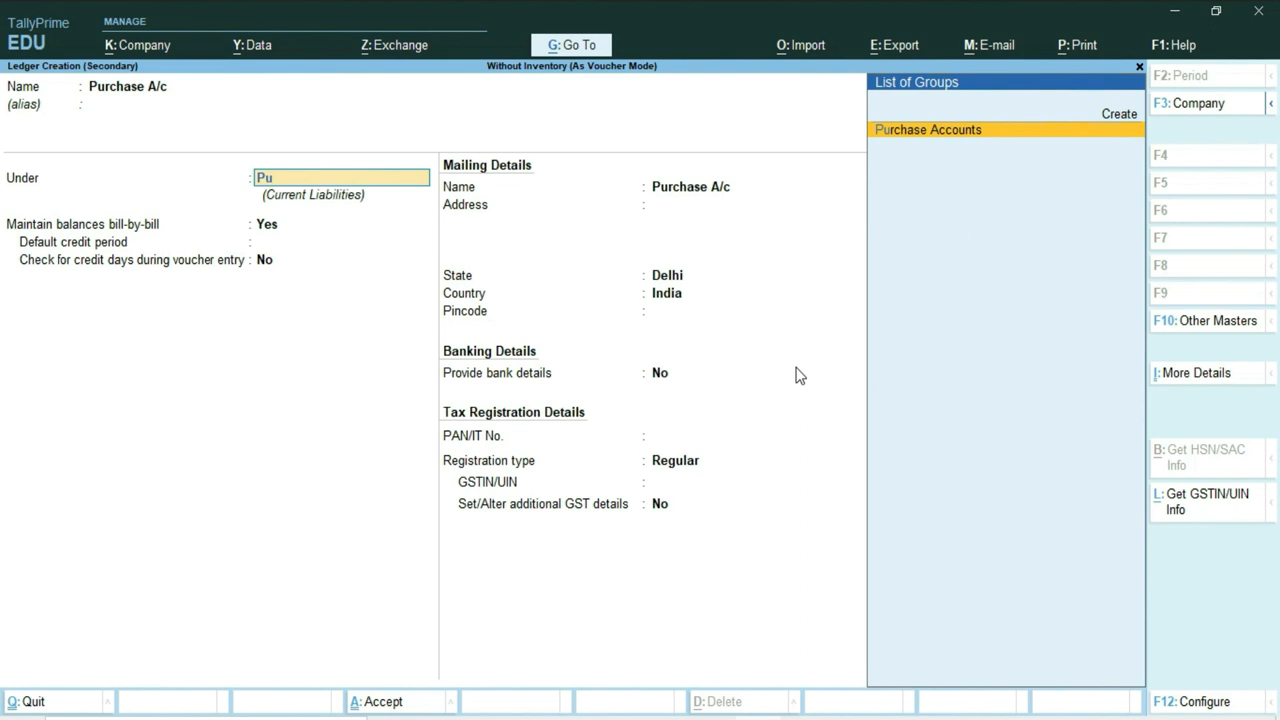 TallyPrime
EDU
MANAGE
K: Company
Y: Data
Z: Exchange
G: Go To
O: Import
E: Export
M: E-mail
P: Print
F1: Help
Ledger Creation (Secondary)
Without Inventory (As Voucher Mode)
Name : Purchase A/c
(alias) :
Under : Pu
(Current Liabilities)
Maintain balances bill-by-bill : Yes
Default credit period :
Check for credit days during voucher entry : No
Mailing Details
Name : Purchase A/c
Address :
State : Delhi
Country : India
Pincode :
Banking Details
Provide bank details : No
Tax Registration Details
PAN/IT No. :
Registration type : Regular
GSTIN/UIN :
Set/Alter additional GST details : No
List of Groups
Create
Purchase Accounts
F2: Period
F3: Company
F4
F5
F6
F7
F8
F9
F10: Other Masters
I: More Details
B: Get HSN/SAC
Info
L: Get GSTIN/UIN
Info
Q: Quit
A: Accept
D: Delete
F12: Configure